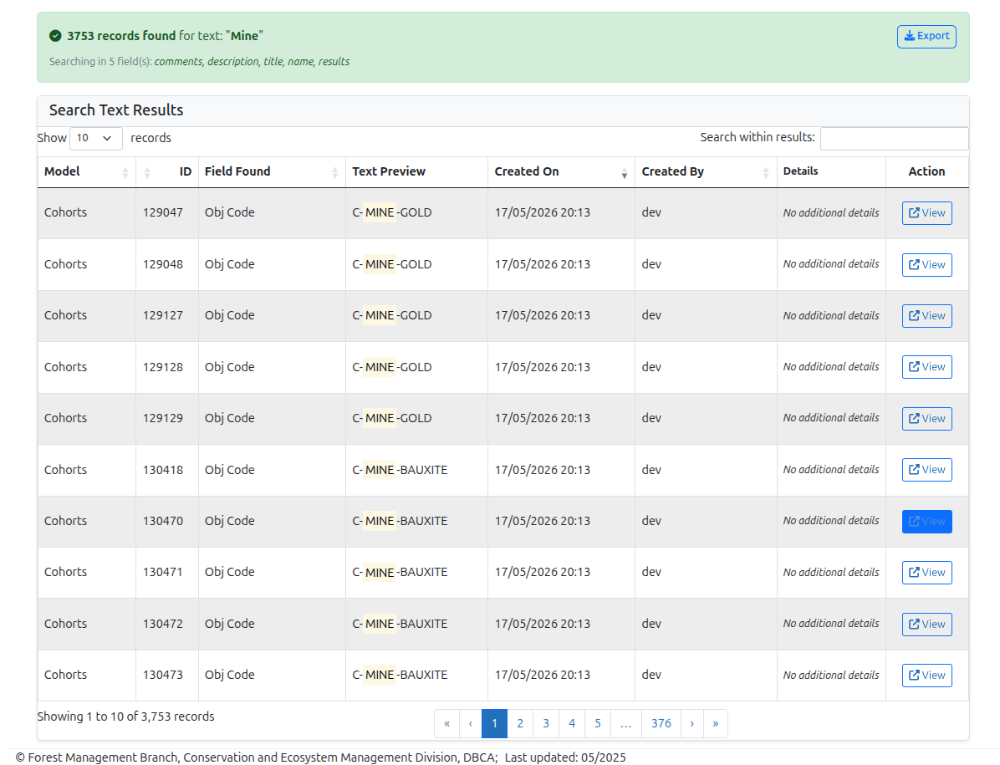 3753 records found for text: "Mine"
Export
Searching in 5 field(s): comments, description, title, name, results
Search Text Results
Show 10 records Search within results:
Model ID Field Found Text Preview Created On Created By Details Action
Cohorts 129047 Obj Code C-MINE-GOLD 17/05/2026 20:13 dev No additional details View
Cohorts 129048 Obj Code C-MINE-GOLD 17/05/2026 20:13 dev No additional details View
Cohorts 129127 Obj Code C-MINE-GOLD 17/05/2026 20:13 dev No additional details View
Cohorts 129128 Obj Code C-MINE-GOLD 17/05/2026 20:13 dev No additional details View
Cohorts 129129 Obj Code C-MINE-GOLD 17/05/2026 20:13 dev No additional details View
Cohorts 130418 Obj Code C-MINE-BAUXITE 17/05/2026 20:13 dev No additional details View
Cohorts 130470 Obj Code C-MINE-BAUXITE 17/05/2026 20:13 dev No additional details View
Cohorts 130471 Obj Code C-MINE-BAUXITE 17/05/2026 20:13 dev No additional details View
Cohorts 130472 Obj Code C-MINE-BAUXITE 17/05/2026 20:13 dev No additional details View
Cohorts 130473 Obj Code C-MINE-BAUXITE 17/05/2026 20:13 dev No additional details View
Showing 1 to 10 of 3,753 records
« ‹ 1 2 3 4 5 … 376 › »
© Forest Management Branch, Conservation and Ecosystem Management Division, DBCA; Last updated: 05/2025